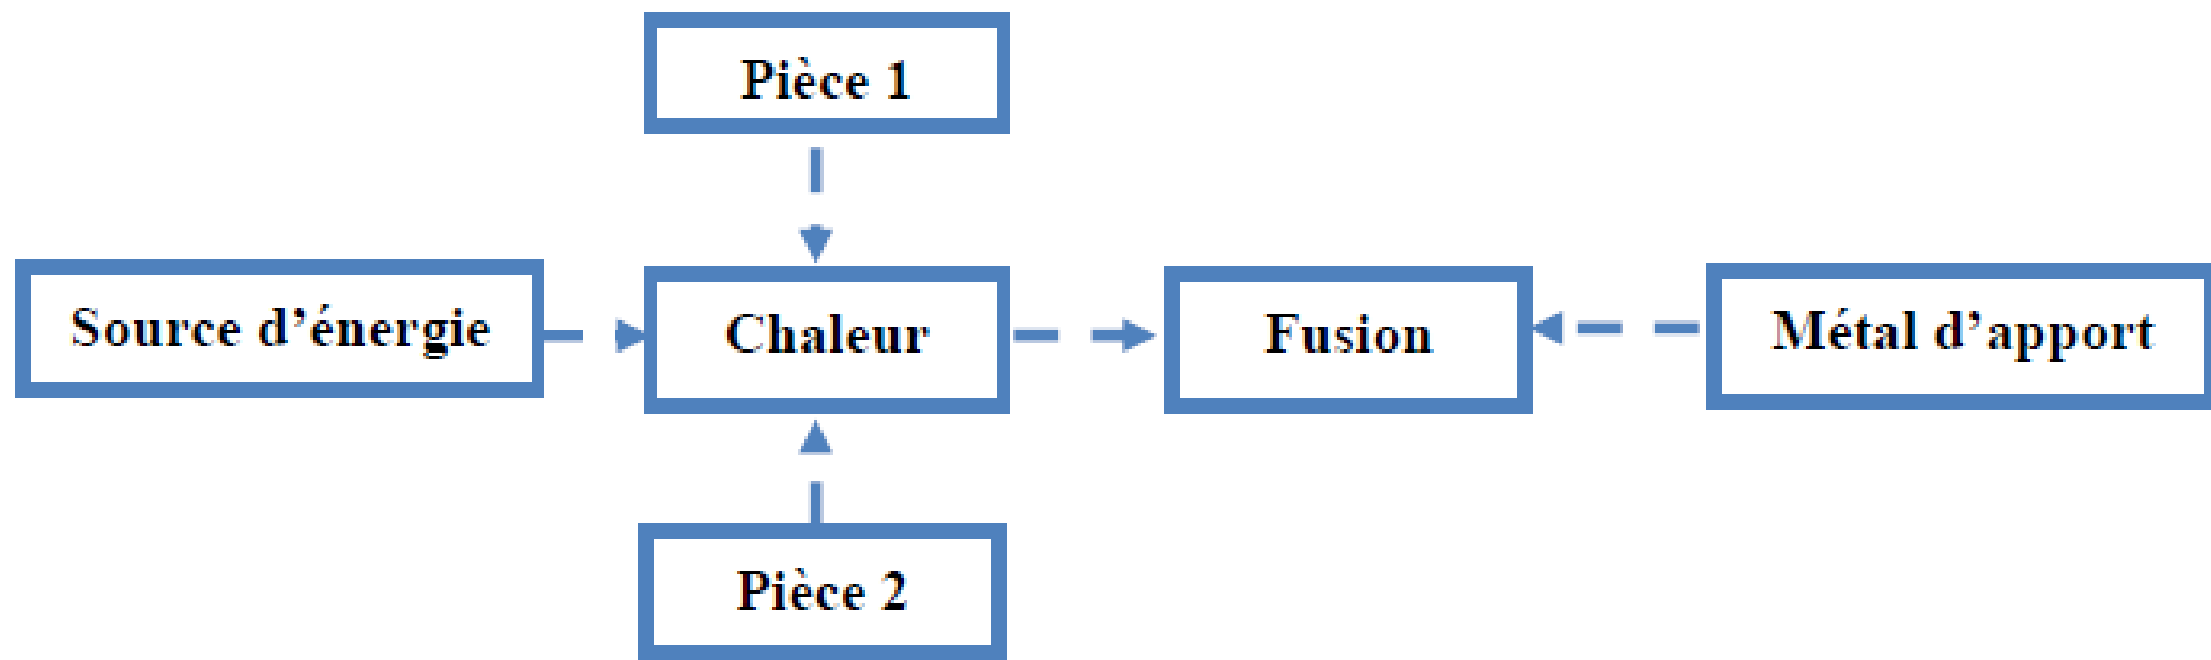 Pièce 1
Source d’énergie
Chaleur
Fusion
Métal d’apport
Pièce 2